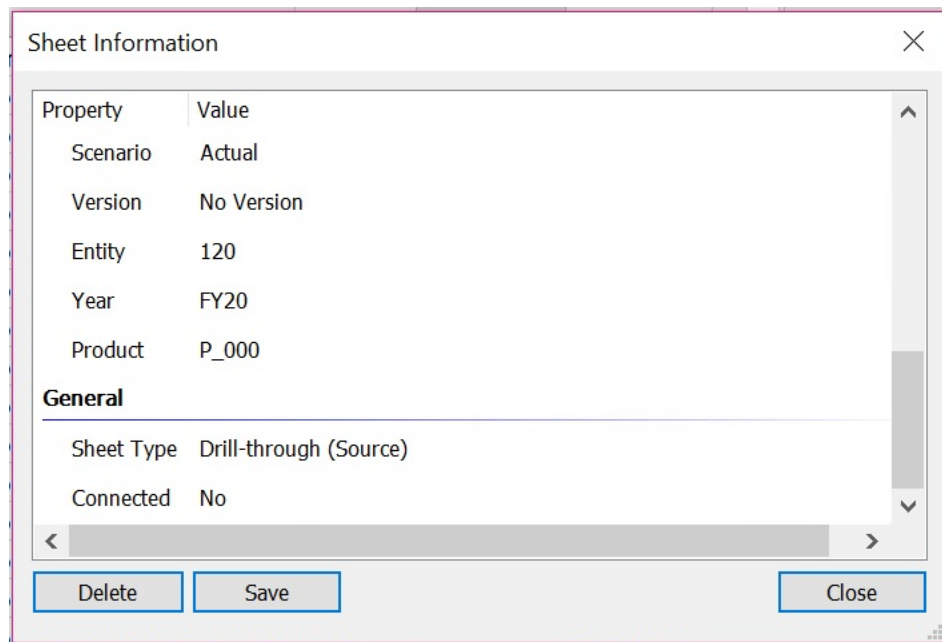 Sheet Information
Property Value
Scenario Actual
Version No Version
Entity 120
Year FY20
Product P_000
General
Sheet Type Drill-through (Source)
Connected No
Delete Save Close